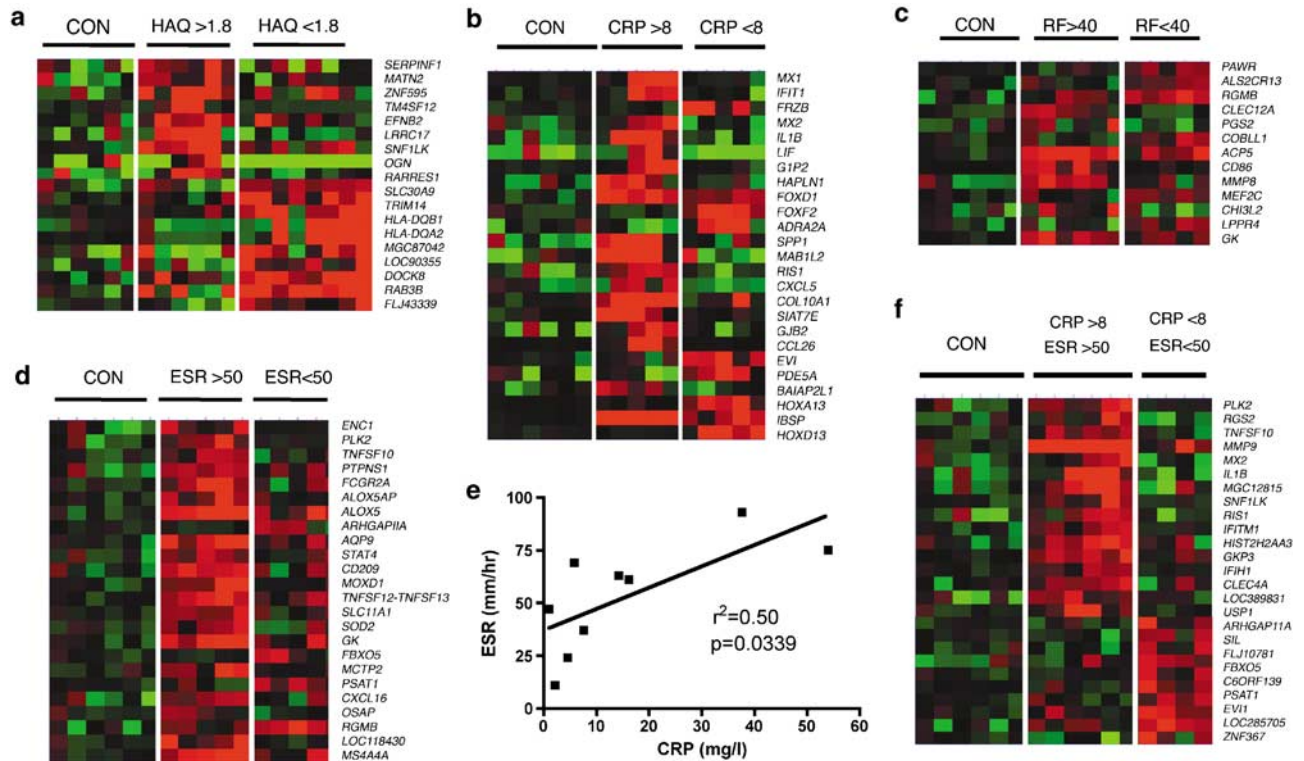 a
CON HAQ >1.8 HAQ <1.8
SERPINF1
MATN2
ZNF595
TM4SF12
EFNB2
LRRC17
SNF1LK
OGN
RARRES1
SLC30A9
TRIM14
HLA-DQB1
HLA-DQA2
MGC87042
LOC90355
DOCK8
RAB3B
FLJ43339
b
CON CRP >8 CRP <8
MX1
IFIT1
FRZB
MX2
IL1B
LIF
G1P2
HAPLN1
FOXD1
FOXF2
ADRA2A
SPP1
MAB1L2
RIS1
CXCL5
COL10A1
SIAT7E
GJB2
CCL26
EVI
PDE5A
BAIAP2L1
HOXA13
IBSP
HOXD13
c
CON RF>40 RF<40
PAWR
ALS2CR13
RGMB
CLEC12A
PGS2
COBLL1
ACP5
CD86
MMP8
MEF2C
CHI3L2
LPPR4
GK
d
CON ESR >50 ESR<50
ENC1
PLK2
TNFSF10
PTPNS1
FCGR2A
ALOX5AP
ALOX5
ARHGAPIIA
AQP9
STAT4
CD209
MOXD1
TNFSF12-TNFSF13
SLC11A1
SOD2
GK
FBXO5
MCTP2
PSAT1
CXCL16
OSAP
RGMB
LOC118430
MS4A4A
e
100
75
50
25
0
ESR (mm/hr)
r²=0.50
p=0.0339
0 10 20 30 40 50 60
CRP (mg/l)
f
CRP >8 CRP <8
CON ESR >50 ESR<50
PLK2
RGS2
TNFSF10
MMP9
MX2
IL1B
MGC12815
SNF1LK
RIS1
IFITM1
HIST2H2AA3
GKP3
IFIH1
CLEC4A
LOC389831
USP1
ARHGAP11A
SIL
FLJ10781
FBXO5
C6ORF139
PSAT1
EVI1
LOC285705
ZNF367